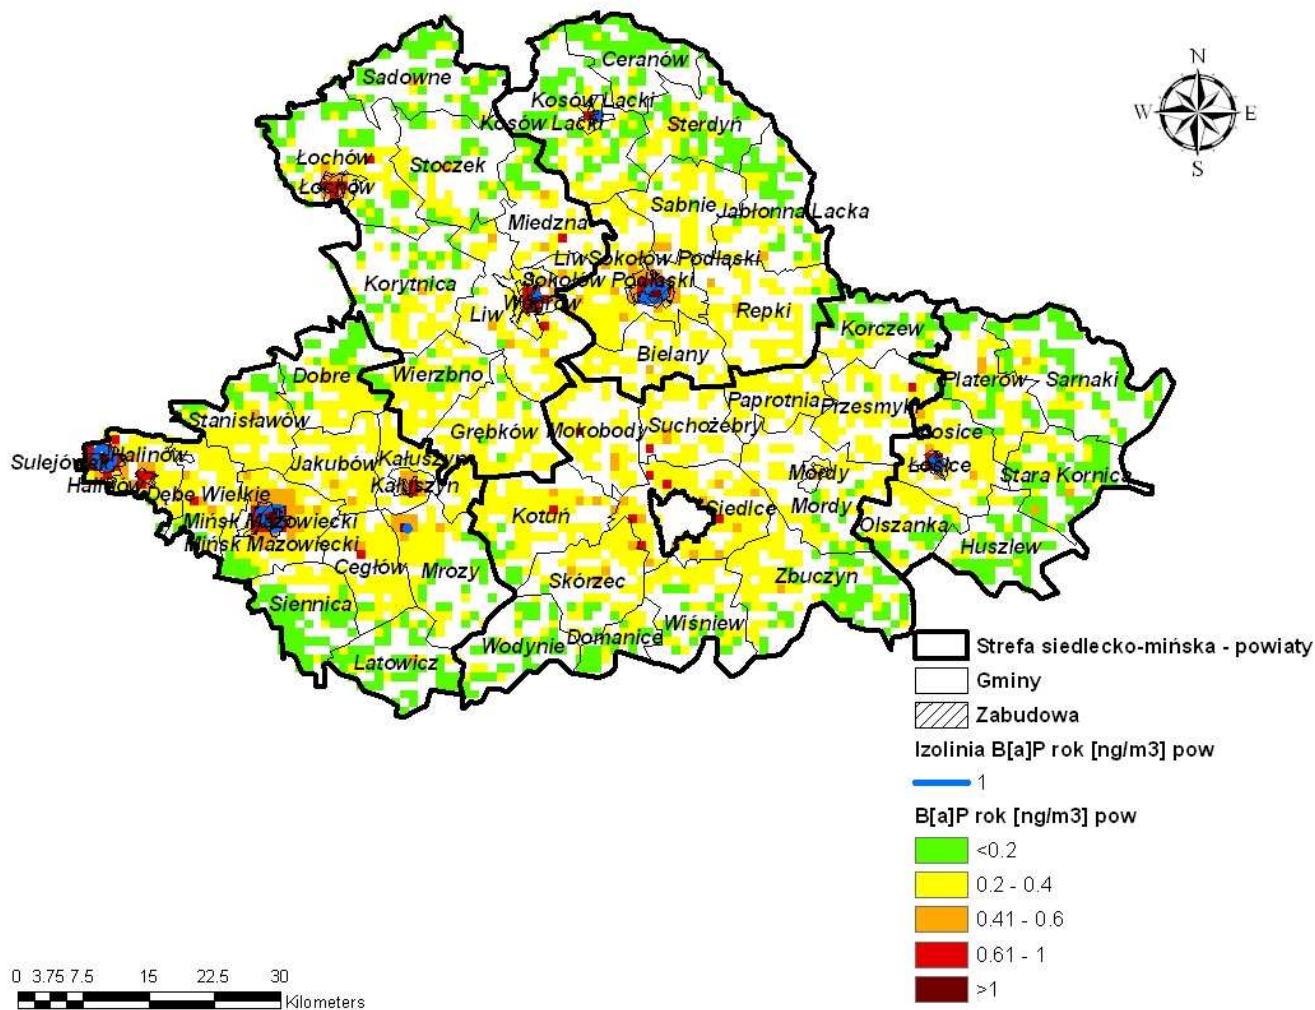 N
W E
S
Ceranów
Sadowne
Kosów Lacki
Kosów Lacki
Sterdyń
Łochów
Stoczek
Łochów
Sabnie
Jabłonna Lacka
Miedzna
Liw
Sokołów Podlaski
Sokołów Podlaski
Korytnica
Węgrów
Liw
Repki
Korczew
Bielany
Dobre
Wierzbno
Platerów
Sarnaki
Paprotnia
Przesmyki
Stanisławów
Grębków
Mokobody
Suchożebry
Łosice
Halinów
Sulejówek
Jakubów
Kałuszyn
Łosice
Mordy
Stara Kornica
Halinów
Dębe Wielkie
Kałuszyn
Mińsk Mazowiecki
Kotuń
Siedlce
Mordy
Olszanka
Mińsk Mazowiecki
Huszlew
Cegłów
Mrozy
Skórzec
Zbuczyn
Siennica
Wiśniew
Wodynie
Domanice
Latowicz
Strefa siedlecko-mińska - powiaty
Gminy
Zabudowa
Izolinia B[a]P rok [ng/m3] pow
1
B[a]P rok [ng/m3] pow
<0.2
0.2 - 0.4
0.41 - 0.6
0.61 - 1
>1
0 3.75 7.5 15 22.5 30
Kilometers